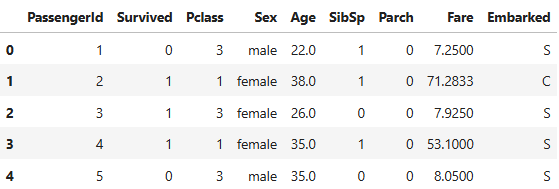 PassengerId Survived Pclass Sex Age SibSp Parch Fare Embarked
0 1 0 3 male 22.0 1 0 7.2500 S
1 2 1 1 female 38.0 1 0 71.2833 C
2 3 1 3 female 26.0 0 0 7.9250 S
3 4 1 1 female 35.0 1 0 53.1000 S
4 5 0 3 male 35.0 0 0 8.0500 S